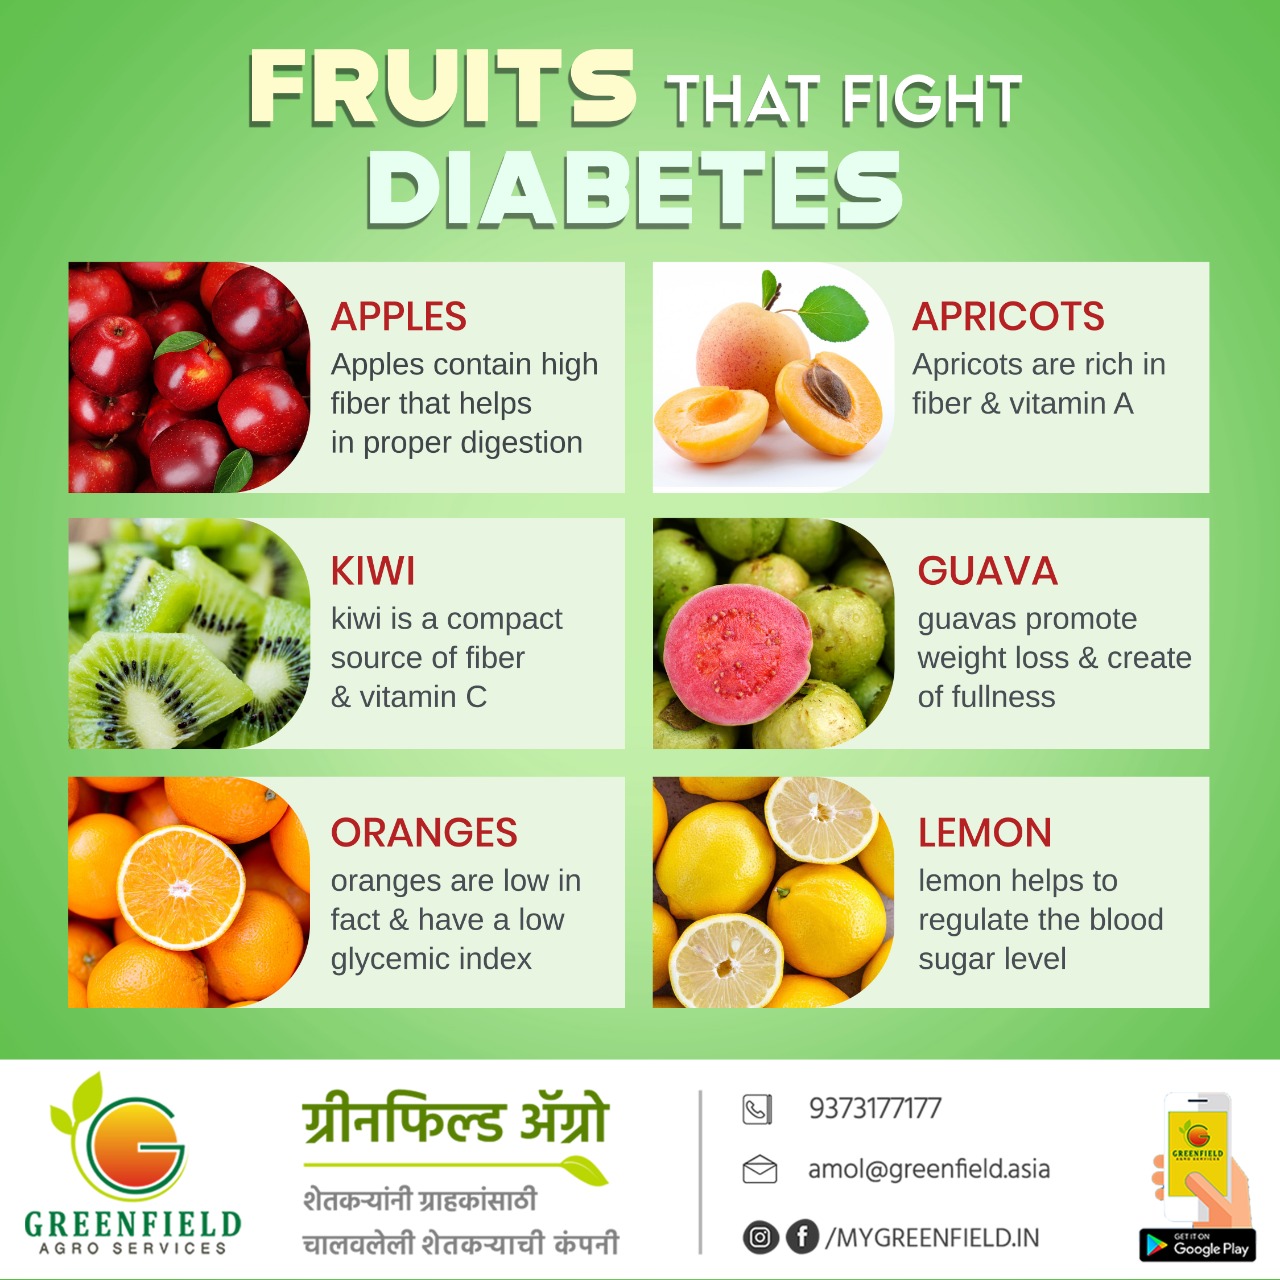 FRUITS THAT FIGHT
DIABETES
APPLES
Apples contain high
fiber that helps
in proper digestion
APRICOTS
Apricots are rich in
fiber & vitamin A
KIWI
kiwi is a compact
source of fiber
& vitamin C
GUAVA
guavas promote
weight loss & create
of fullness
ORANGES
oranges are low in
fact & have a low
glycemic index
LEMON
lemon helps to
regulate the blood
sugar level
GREENFIELD
AGRO SERVICES
ग्रीनफिल्ड ॲग्रो
शेतकऱ्यांनी ग्राहकांसाठी
चालवलेली शेतकऱ्याची कंपनी
9373177177
amol@greenfield.asia
/MYGREENFIELD.IN
GREENFIELD
AGRO SERVICES
GET IT ON
Google Play